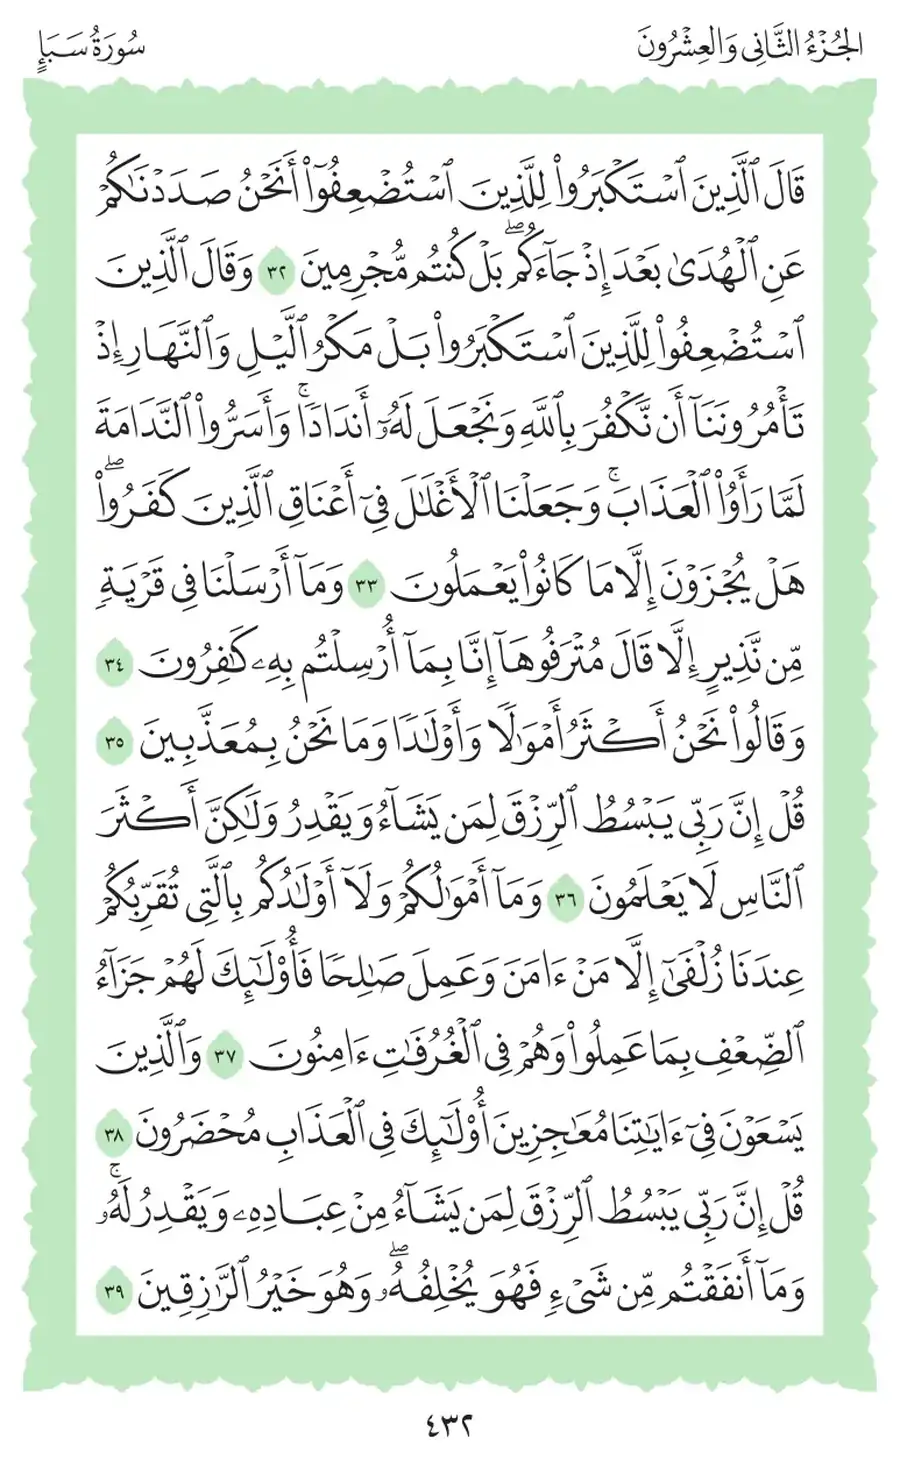 الجُزْءُ الثَّانِي وَالعِشْرُونَ
سُورَةُ سَبَإٍ
قَالَ ٱلَّذِينَ ٱسْتَكْبَرُوا۟ لِلَّذِينَ ٱسْتُضْعِفُوٓا۟ أَنَحْنُ صَدَدْنَٰكُمْ
عَنِ ٱلْهُدَىٰ بَعْدَ إِذْ جَآءَكُمۖ بَلْ كُنتُم مُّجْرِمِينَ ٣٢ وَقَالَ ٱلَّذِينَ
ٱسْتُضْعِفُوا۟ لِلَّذِينَ ٱسْتَكْبَرُوا۟ بَلْ مَكْرُ ٱلَّيْلِ وَٱلنَّهَارِ إِذْ
تَأْمُرُونَنَآ أَن نَّكْفُرَ بِٱللَّهِ وَنَجْعَلَ لَهُۥٓ أَندَادًاۚ وَأَسَرُّوا۟ ٱلنَّدَامَةَ
لَمَّا رَأَوُا۟ ٱلْعَذَابَۚ وَجَعَلْنَا ٱلْأَغْلَٰلَ فِىٓ أَعْنَاقِ ٱلَّذِينَ كَفَرُوا۟ۖ
هَلْ يُجْزَوْنَ إِلَّا مَا كَانُوا۟ يَعْمَلُونَ ٣٣ وَمَآ أَرْسَلْنَا فِى قَرْيَةٍ
مِّن نَّذِيرٍ إِلَّا قَالَ مُتْرَفُوهَآ إِنَّا بِمَآ أُرْسِلْتُم بِهِۦ كَٰفِرُونَ ٣٤
وَقَالُوا۟ نَحْنُ أَكْثَرُ أَمْوَٰلًا وَأَوْلَٰدًا وَمَا نَحْنُ بِمُعَذَّبِينَ ٣٥
قُلْ إِنَّ رَبِّى يَبْسُطُ ٱلرِّزْقَ لِمَن يَشَآءُ وَيَقْدِرُ وَلَٰكِنَّ أَكْثَرَ
ٱلنَّاسِ لَا يَعْلَمُونَ ٣٦ وَمَآ أَمْوَٰلُكُمْ وَلَآ أَوْلَٰدُكُم بِٱلَّتِى تُقَرِّبُكُمْ
عِندَنَا زُلْفَىٰٓ إِلَّا مَنْ ءَامَنَ وَعَمِلَ صَٰلِحًا فَأُو۟لَٰٓئِكَ لَهُمْ جَزَآءُ
ٱلضِّعْفِ بِمَا عَمِلُوا۟ وَهُمْ فِى ٱلْغُرُفَٰتِ ءَامِنُونَ ٣٧ وَٱلَّذِينَ
يَسْعَوْنَ فِىٓ ءَايَٰتِنَا مُعَٰجِزِينَ أُو۟لَٰٓئِكَ فِى ٱلْعَذَابِ مُحْضَرُونَ ٣٨
قُلْ إِنَّ رَبِّى يَبْسُطُ ٱلرِّزْقَ لِمَن يَشَآءُ مِنْ عِبَادِهِۦ وَيَقْدِرُ لَهُۥۚ
وَمَآ أَنفَقْتُم مِّن شَىْءٍ فَهُوَ يُخْلِفُهُۥۖ وَهُوَ خَيْرُ ٱلرَّٰزِقِينَ ٣٩
٤٣٢